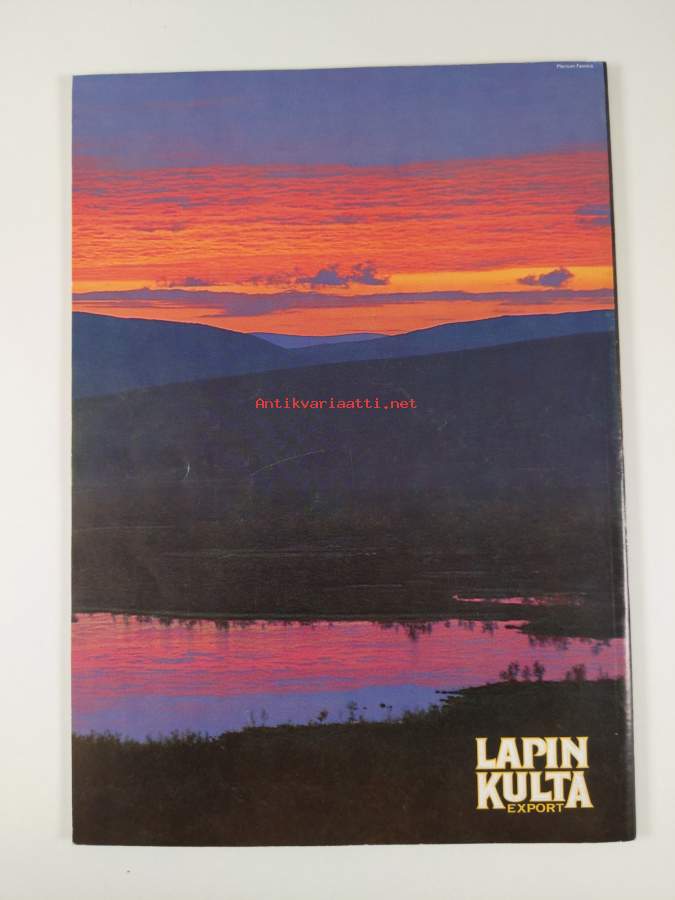 Antikvariaatti.net
LAPIN
KULTA
EXPORT